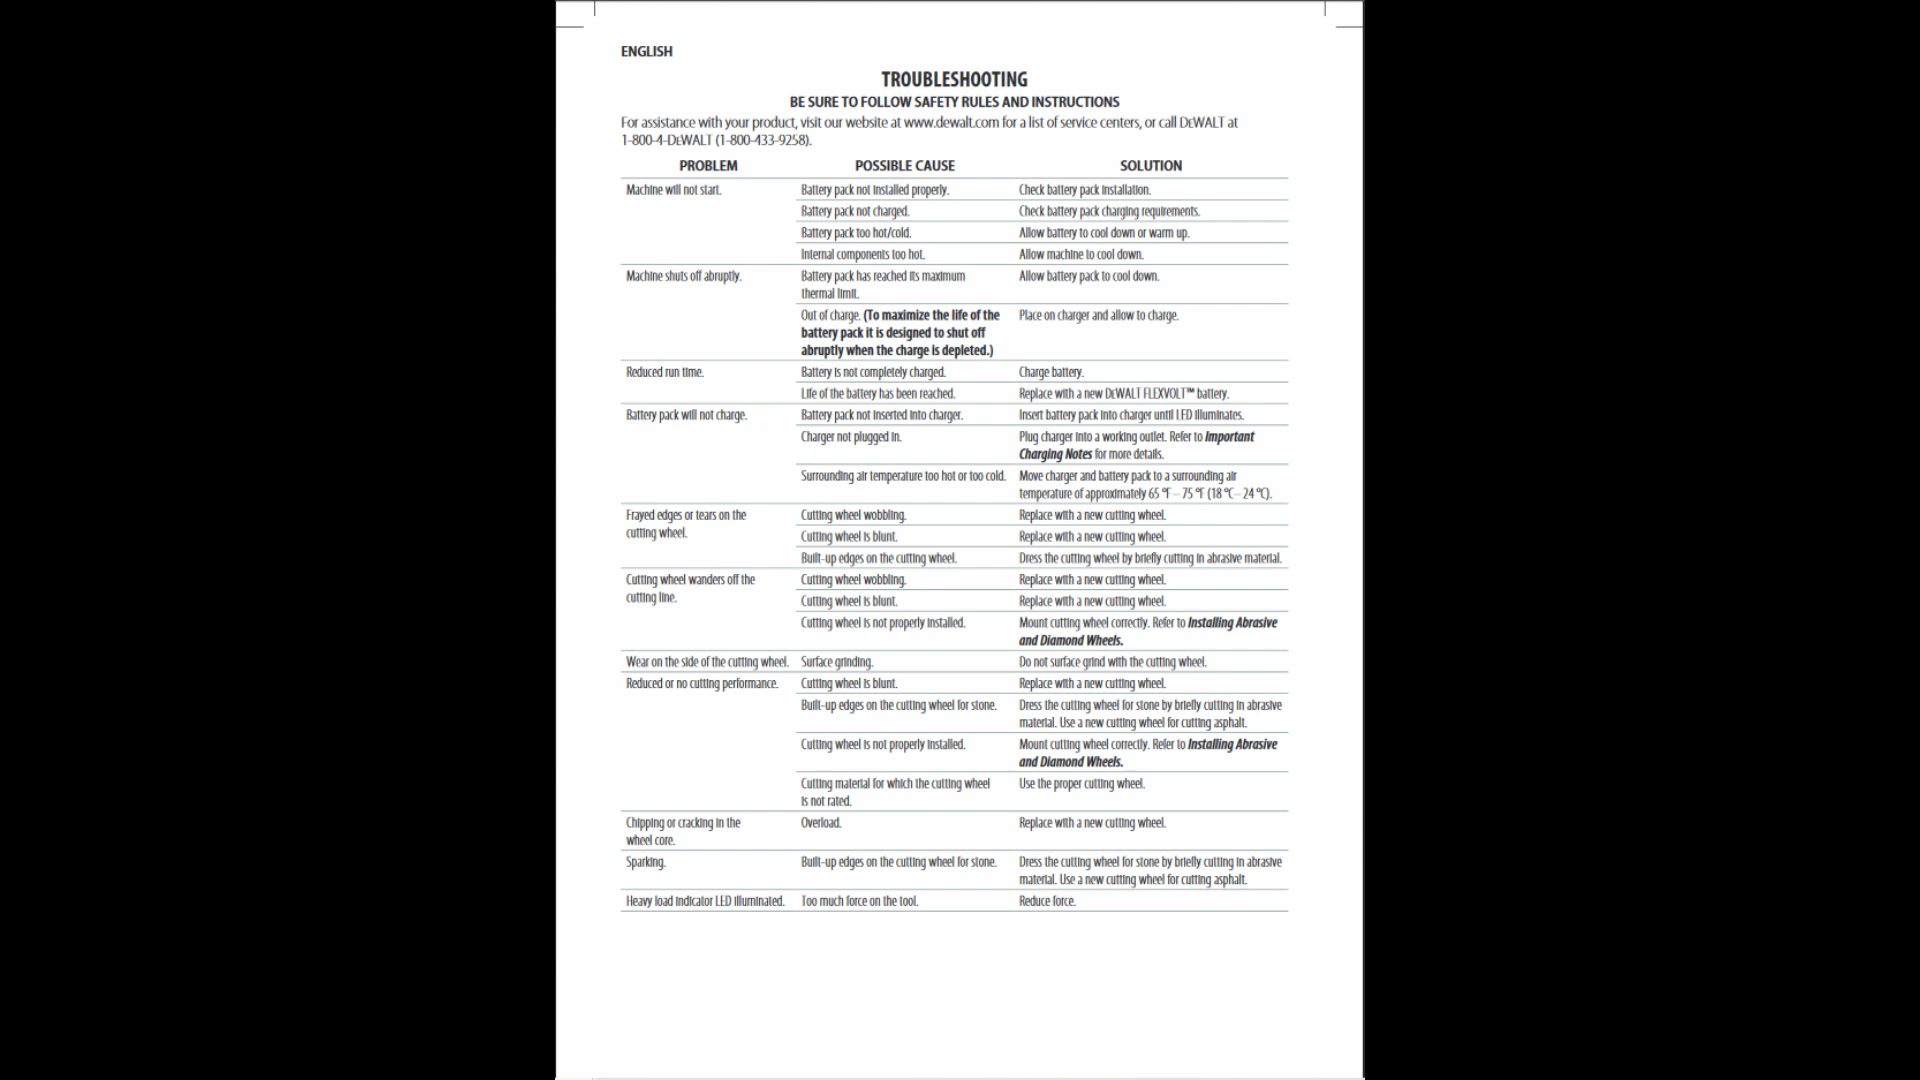 ENGLISH
TROUBLESHOOTING
BE SURE TO FOLLOW SAFETY RULES AND INSTRUCTIONS
For assistance with your product, visit our website at www.dewalt.com for a list of service centers, or call DEWALT at
1-800-4-DEWALT (1-800-433-9258).
PROBLEM POSSIBLE CAUSE SOLUTION
Machine will not start. Battery pack not installed properly. Check battery pack installation.
Battery pack not charged. Check battery pack charging requirements.
Battery pack too hot/cold. Allow battery to cool down or warm up.
Internal components too hot. Allow machine to cool down.
Machine shuts off abruptly. Battery pack has reached its maximum Allow battery pack to cool down.
thermal limit.
Out of charge. (To maximize the life of the Place on charger and allow to charge.
battery pack it is designed to shut off
abruptly when the charge is depleted.)
Reduced run time. Battery is not completely charged. Charge battery.
Life of the battery has been reached. Replace with a new DEWALT FLEXVOLT™ battery.
Battery pack will not charge. Battery pack not inserted into charger. Insert battery pack into charger until LED illuminates.
Charger not plugged in. Plug charger into a working outlet. Refer to Important
Charging Notes for more details.
Surrounding air temperature too hot or too cold. Move charger and battery pack to a surrounding air
temperature of approximately 65 °F – 75 °F (18 °C– 24 °C).
Frayed edges or tears on the Cutting wheel wobbling. Replace with a new cutting wheel.
cutting wheel.
Cutting wheel is blunt. Replace with a new cutting wheel.
Built-up edges on the cutting wheel. Dress the cutting wheel by briefly cutting in abrasive material.
Cutting wheel wanders off the Cutting wheel wobbling. Replace with a new cutting wheel.
cutting line.
Cutting wheel is blunt. Replace with a new cutting wheel.
Cutting wheel is not properly installed. Mount cutting wheel correctly. Refer to Installing Abrasive
and Diamond Wheels.
Wear on the side of the cutting wheel. Surface grinding. Do not surface grind with the cutting wheel.
Reduced or no cutting performance. Cutting wheel is blunt. Replace with a new cutting wheel.
Built-up edges on the cutting wheel for stone. Dress the cutting wheel for stone by briefly cutting in abrasive
material. Use a new cutting wheel for cutting asphalt.
Cutting wheel is not properly installed. Mount cutting wheel correctly. Refer to Installing Abrasive
and Diamond Wheels.
Cutting material for which the cutting wheel Use the proper cutting wheel.
is not rated.
Chipping or cracking in the Overload. Replace with a new cutting wheel.
wheel core.
Sparking. Built-up edges on the cutting wheel for stone. Dress the cutting wheel for stone by briefly cutting in abrasive
material. Use a new cutting wheel for cutting asphalt.
Heavy load indicator LED illuminated. Too much force on the tool. Reduce force.